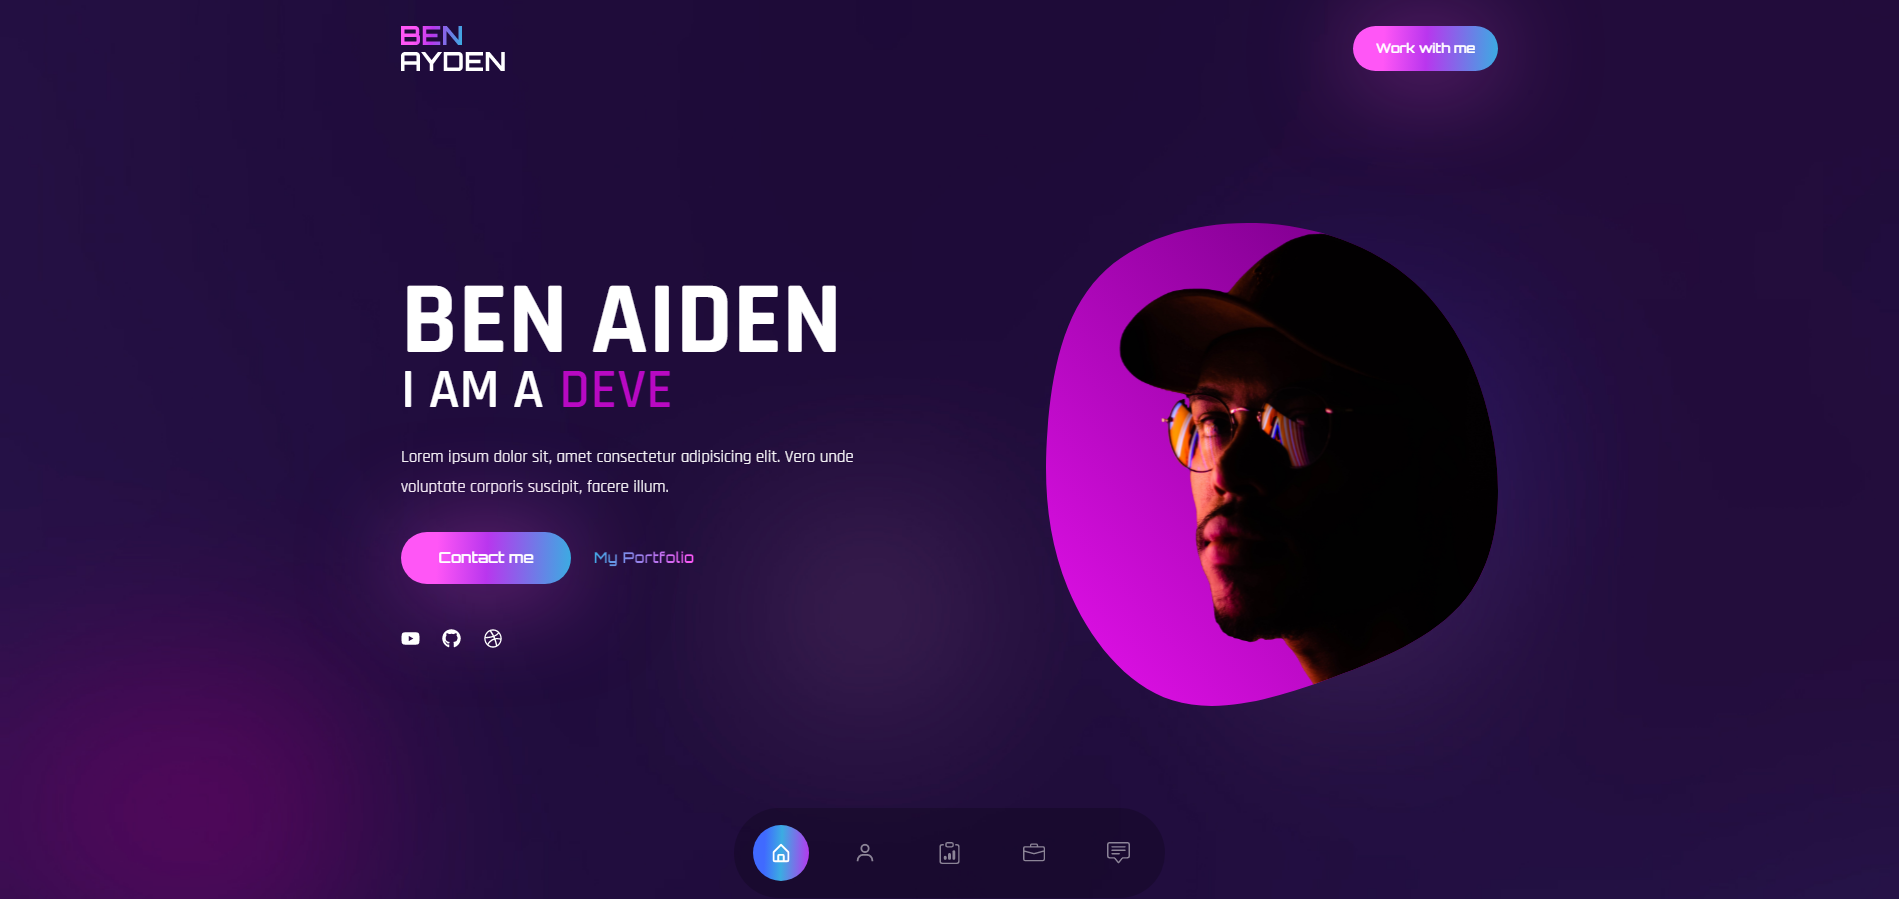 BEN
AYDEN
Work with me
BEN AIDEN
I AM A DEVE
Lorem ipsum dolor sit, amet consectetur adipisicing elit. Vero unde
voluptate corporis suscipit, facere illum.
Contact me
My Portfolio